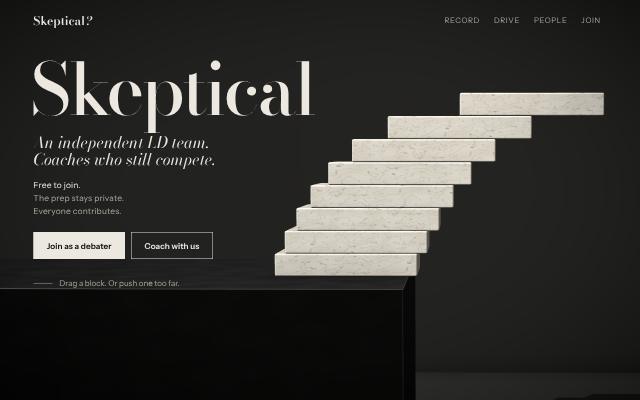 Skeptical?
RECORD DRIVE PEOPLE JOIN
Skeptical
An independent LD team.
Coaches who still compete.
Free to join.
The prep stays private.
Everyone contributes.
Join as a debater Coach with us
Drag a block. Or push one too far.